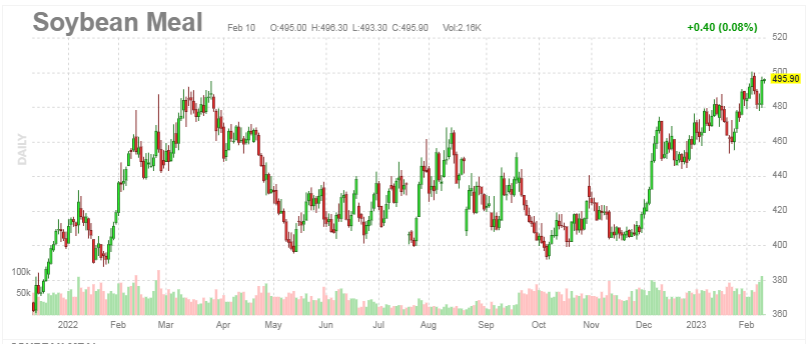 Soybean Meal Feb 10 O:495.00 H:496.30 L:493.30 C:495.90 Vol:2.16K +0.40 (0.08%)
520
500
495.90
480
460
DAILY
440
420
400
100k
380
50k
360
2022 Feb Mar Apr May Jun Jul Aug Sep Oct Nov Dec 2023 Feb